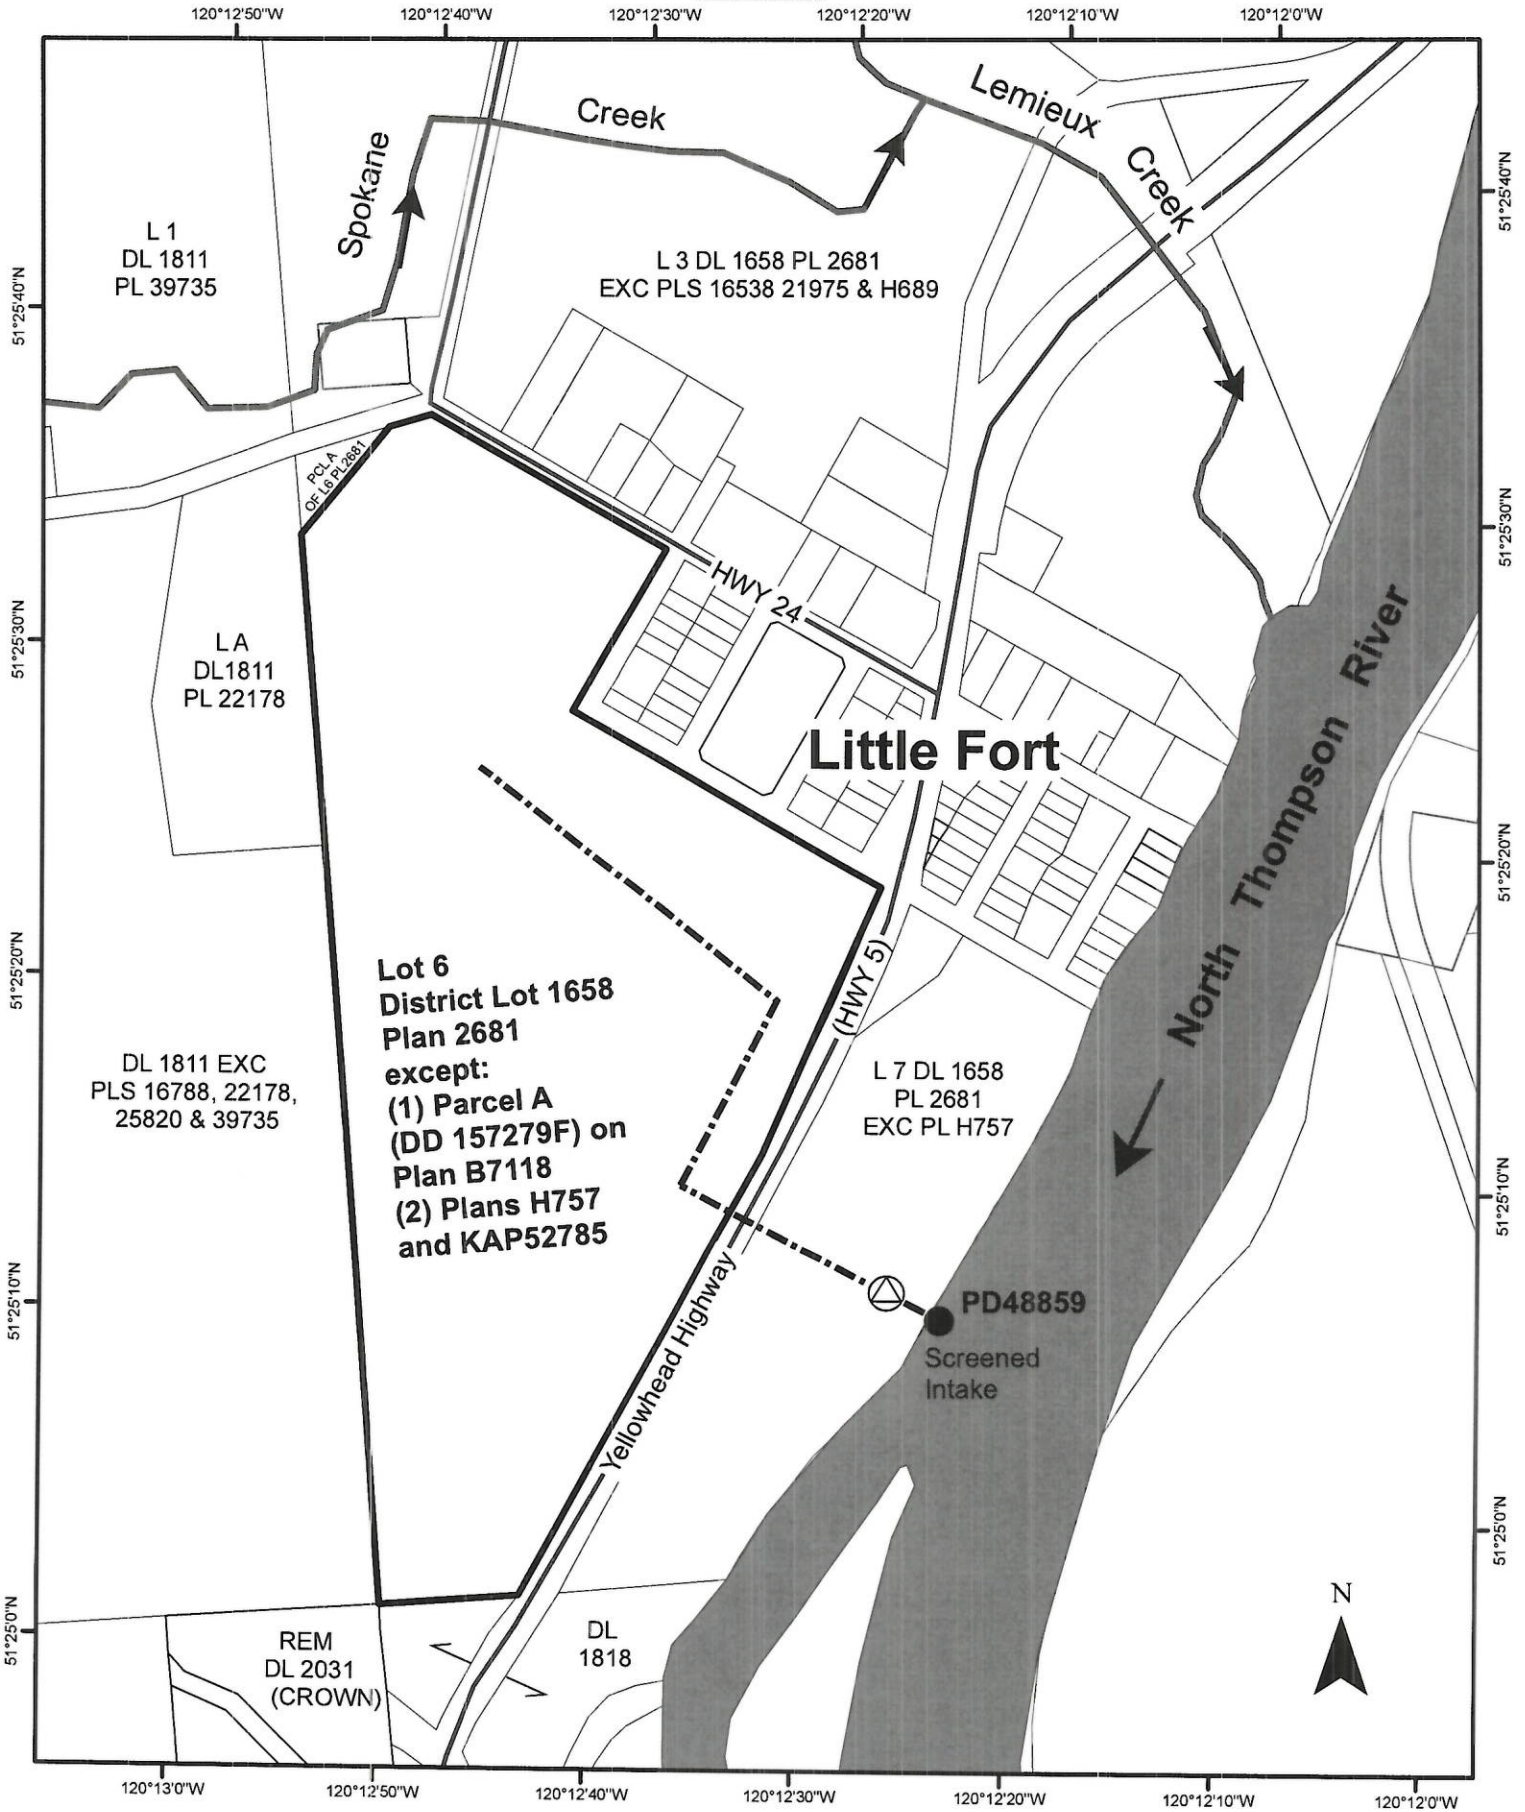 120°12'50"W
120°12'40"W
120°12'30"W
120°12'20"W
120°12'10"W
120°12'0"W
Lemieux
Creek
Creek
Spokane
L 1
DL 1811
PL 39735
L 3 DL 1658 PL 2681
EXC PLS 16538 21975 & H689
51°25'40"N
51°25'40"N
PCL A
OF L6 PL2681
51°25'30"N
51°25'30"N
HWY 24
L A
DL1811
PL 22178
Little Fort
North Thompson River
51°25'20"N
51°25'20"N
(HWY 5)
Lot 6
District Lot 1658
Plan 2681
except:
(1) Parcel A
(DD 157279F) on
Plan B7118
(2) Plans H757
and KAP52785
DL 1811 EXC
PLS 16788, 22178,
25820 & 39735
L 7 DL 1658
PL 2681
EXC PL H757
51°25'10"N
51°25'10"N
Yellowhead Highway
PD48859
Screened
Intake
51°25'0"N
51°25'0"N
N
REM
DL 2031
(CROWN)
DL
1818
120°13'0"W
120°12'50"W
120°12'40"W
120°12'30"W
120°12'20"W
120°12'10"W
120°12'0"W